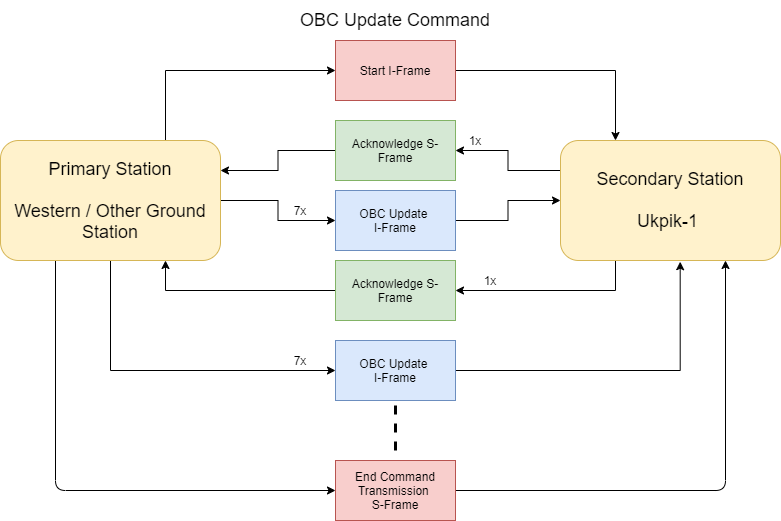 OBC Update Command
Start I-Frame
Acknowledge S-
Frame
1x
Primary Station
Western / Other Ground
Station
Secondary Station
Ukpik-1
7x
OBC Update
I-Frame
Acknowledge S-
Frame
1x
7x
OBC Update
I-Frame
End Command
Transmission
S-Frame